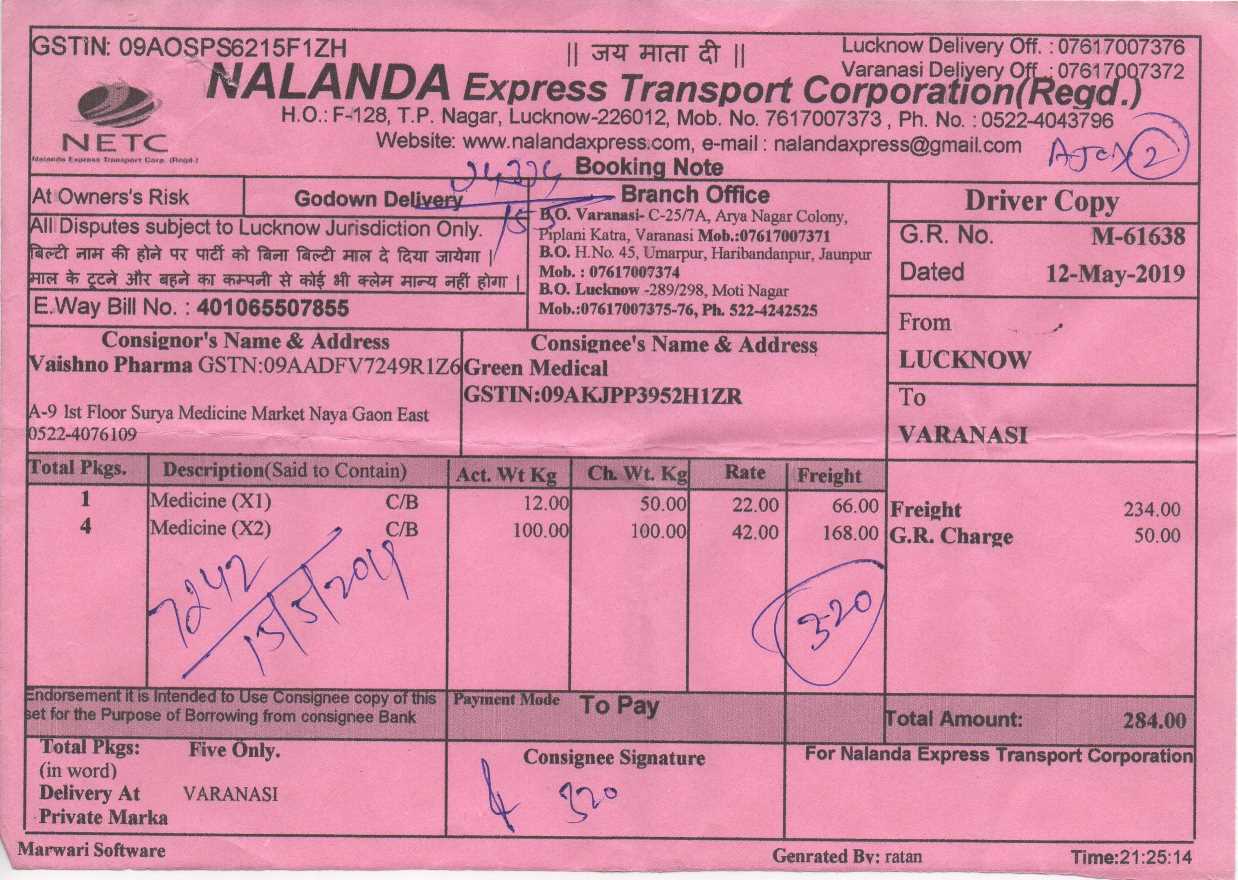 GSTIN: 09AOSPS6215F1ZH
|| जय माता दी ||
Lucknow Delivery Off. : 07617007376
Varanasi Delivery Off. : 07617007372
NALANDA Express Transport Corporation(Regd.)
NETC
Nalanda Express Transport Corp. (Regd.)
H.O.: F-128, T.P. Nagar, Lucknow-226012, Mob. No. 7617007373 , Ph. No. : 0522-4043796
Website: www.nalandaxpress.com, e-mail : nalandaxpress@gmail.com
2
Booking Note
At Owners's Risk
Godown Delivery
All Disputes subject to Lucknow Jurisdiction Only.
बिल्टी नाम की होने पर पार्टी को बिना बिल्टी माल दे दिया जायेगा |
माल के टूटने और बहने का कम्पनी से कोई भी क्लेम मान्य नहीं होगा |
E.Way Bill No. : 401065507855
Branch Office
B.O. Varanasi- C-25/7A, Arya Nagar Colony,
Piplani Katra, Varanasi Mob.:07617007371
B.O. H.No. 45, Umarpur, Haribandanpur, Jaunpur
Mob. : 07617007374
B.O. Lucknow -289/298, Moti Nagar
Mob.:07617007375-76, Ph. 522-4242525
Driver Copy
G.R. No. M-61638
Dated 12-May-2019
From
LUCKNOW
To
VARANASI
Consignor's Name & Address
Vaishno Pharma GSTN:09AADFV7249R1Z6
A-9 1st Floor Surya Medicine Market Naya Gaon East
0522-4076109
Consignee's Name & Address
Green Medical
GSTIN:09AKJPP3952H1ZR
Total Pkgs. Description(Said to Contain) Act. Wt Kg Ch. Wt. Kg Rate Freight
1 Medicine (X1) C/B 12.00 50.00 22.00 66.00
4 Medicine (X2) C/B 100.00 100.00 42.00 168.00
Freight 234.00
G.R. Charge 50.00
7242
15/5/2019
320
Endorsement it is Intended to Use Consignee copy of this
set for the Purpose of Borrowing from consignee Bank
Payment Mode To Pay
Total Amount: 284.00
Total Pkgs: Five Only.
(in word)
Delivery At VARANASI
Private Marka
Consignee Signature
320
For Nalanda Express Transport Corporation
Marwari Software
Genrated By: ratan
Time:21:25:14